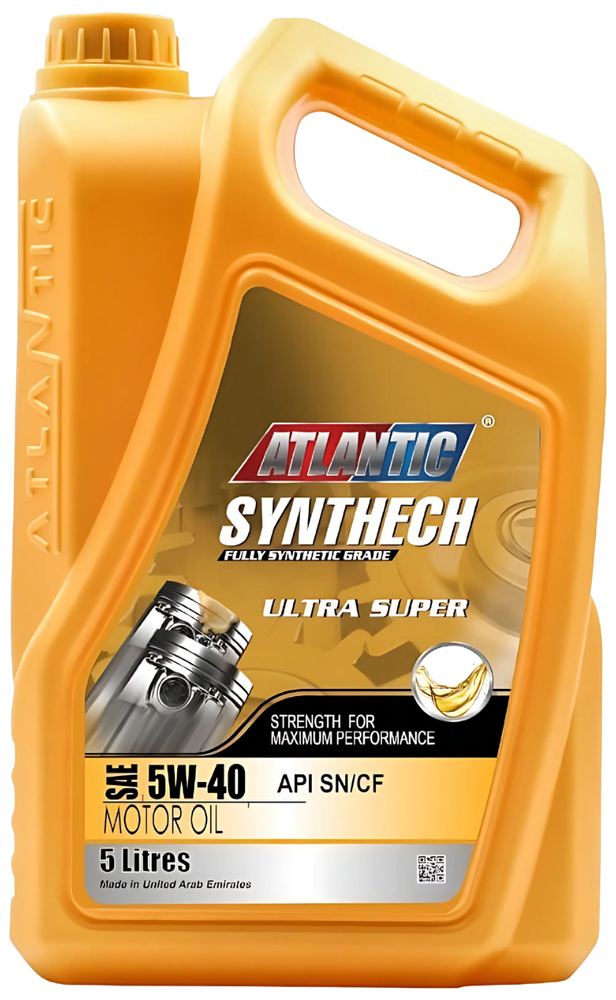 ATLANTIC
ATLANTIC ®
SYNTHECH
FULLY SYNTHETIC GRADE
ULTRA SUPER
STRENGTH FOR
MAXIMUM PERFORMANCE
SAE 5W-40 API SN/CF
MOTOR OIL
5 Litres
Made in United Arab Emirates